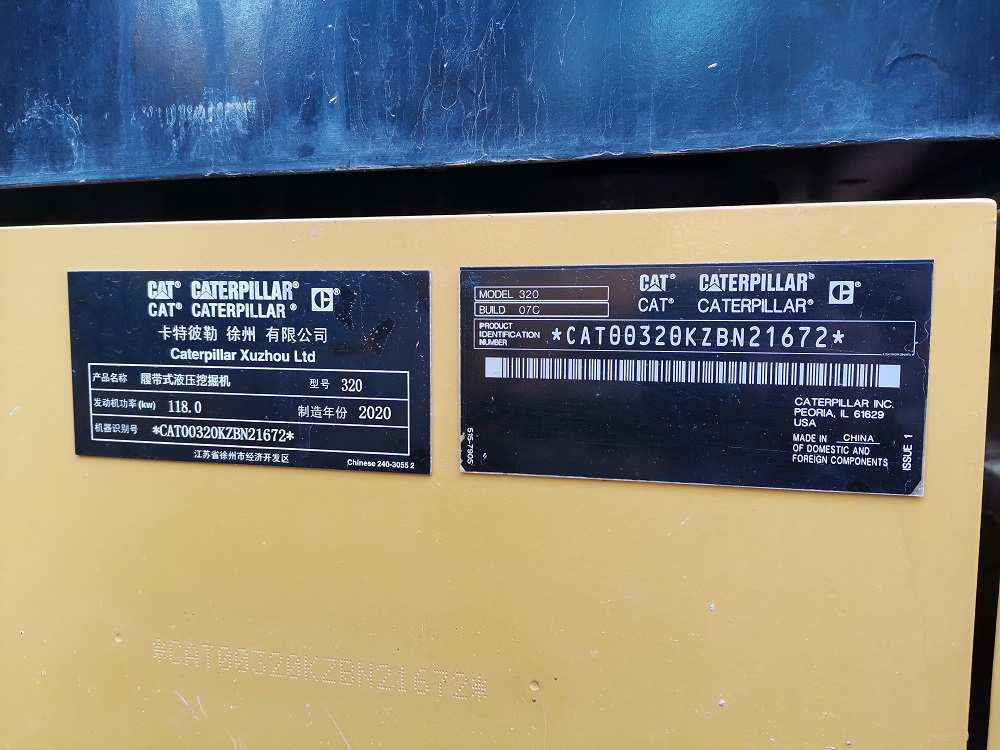 CAT® CATERPILLAR® C®
CAT® CATERPILLAR®
卡特彼勒 徐州 有限公司
Caterpillar Xuzhou Ltd
产品名称 履带式液压挖掘机 型号 320
发动机功率(kw) 118.0 制造年份 2020
机器识别号 *CAT00320KZBN21672*
江苏省徐州市经济开发区
Chinese 240-3055 2
CAT® CATERPILLAR® C®
CAT® CATERPILLAR®
MODEL 320
BUILD 07C
PRODUCT
IDENTIFICATION
NUMBER
*CAT00320KZBN21672*
CATERPILLAR INC.
PEORIA, IL 61629
USA
MADE IN CHINA
OF DOMESTIC AND
FOREIGN COMPONENTS
515-7905
ISSUE 1
*CAT00320KZBN21672*